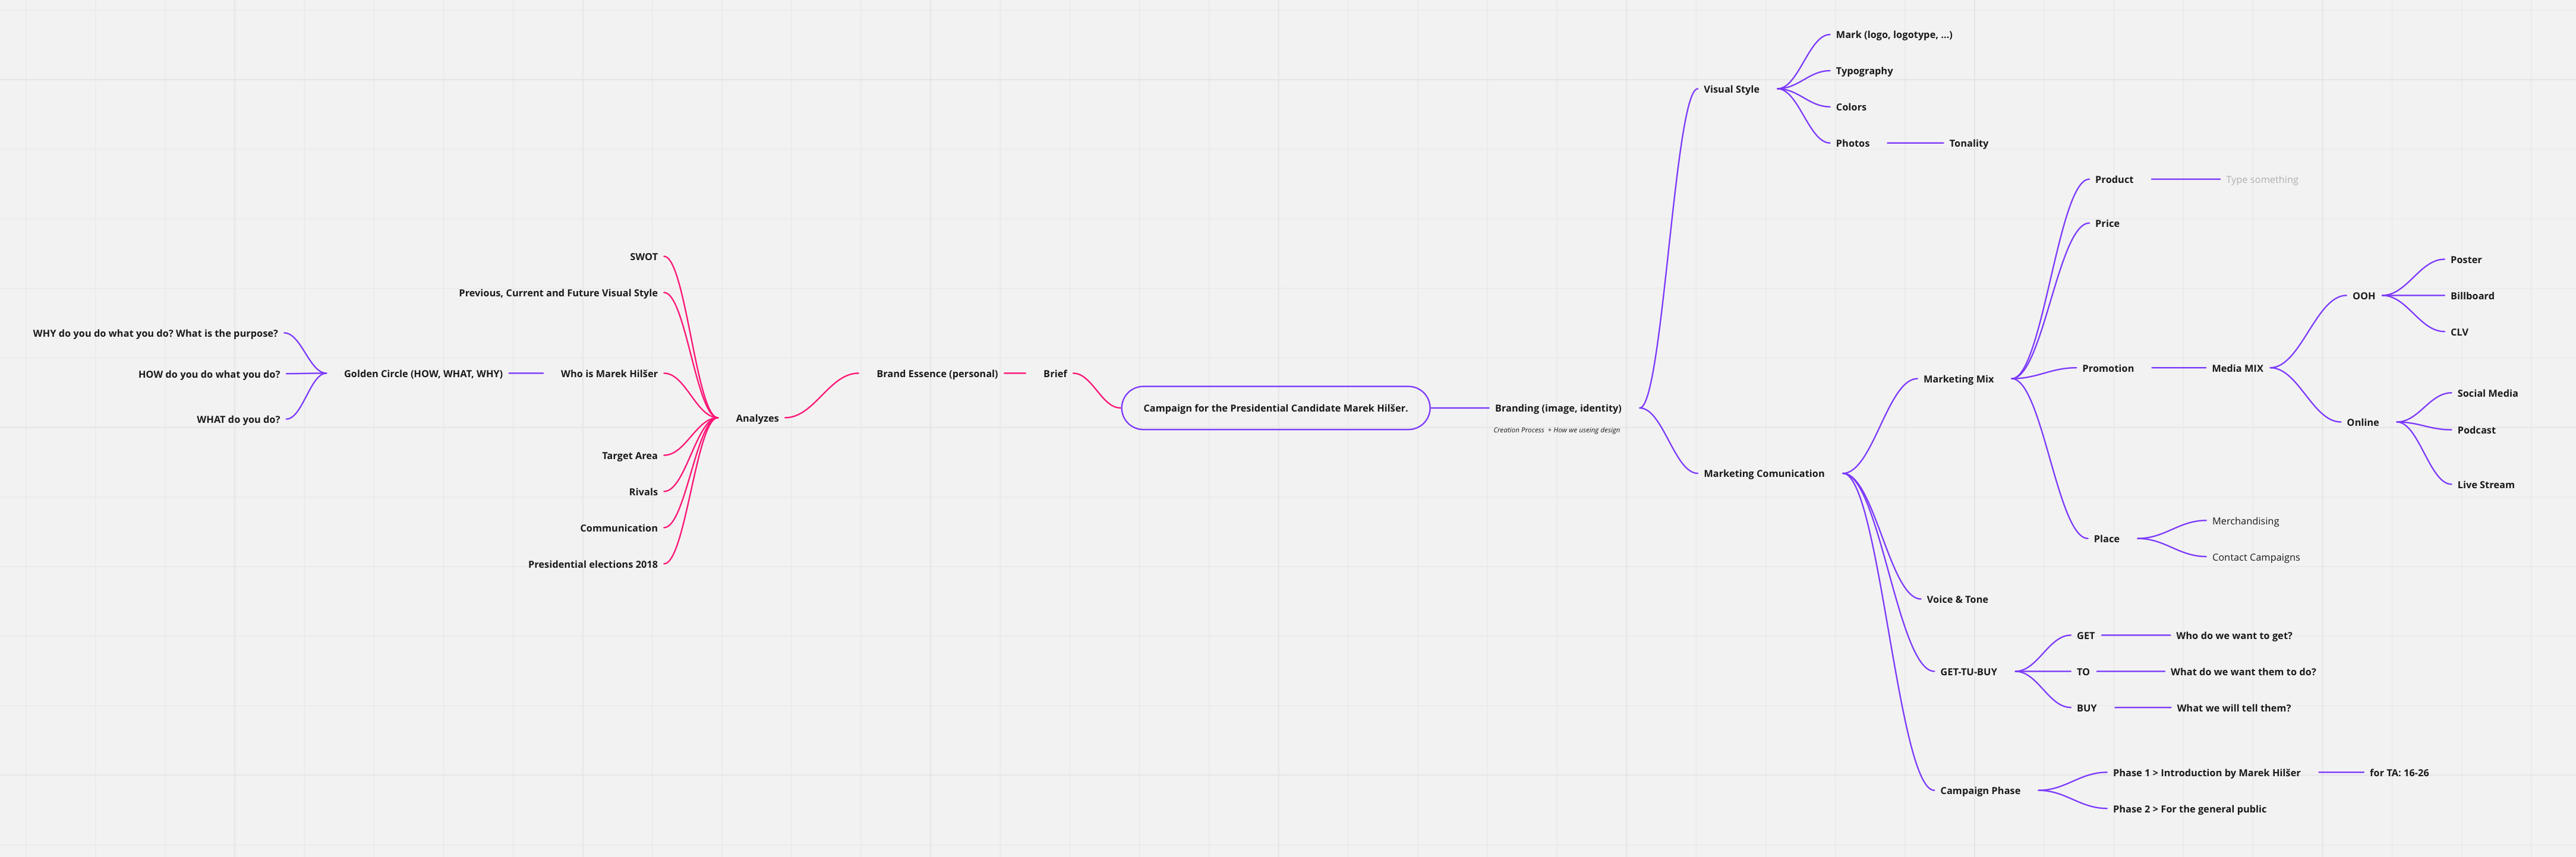 Mark (logo, logotype, ...)
Typography
Visual Style
Colors
Photos
Tonality
Product
Type something
Price
SWOT
Previous, Current and Future Visual Style
WHY do you do what you do? What is the purpose?
HOW do you do what you do?
Golden Circle (HOW, WHAT, WHY)
Who is Marek Hilšer
WHAT do you do?
Analyzes
Target Area
Rivals
Communication
Presidential elections 2018
Brand Essence (personal)
Brief
Campaign for the Presidential Candidate Marek Hilšer.
Branding (image, identity)
Creation Process + How we useing design
Marketing Comunication
Marketing Mix
Promotion
Media MIX
OOH
Poster
Billboard
CLV
Online
Social Media
Podcast
Live Stream
Place
Merchandising
Contact Campaigns
Voice & Tone
GET-TU-BUY
GET
Who do we want to get?
TO
What do we want them to do?
BUY
What we will tell them?
Campaign Phase
Phase 1 > Introduction by Marek Hilšer
for TA: 16-26
Phase 2 > For the general public